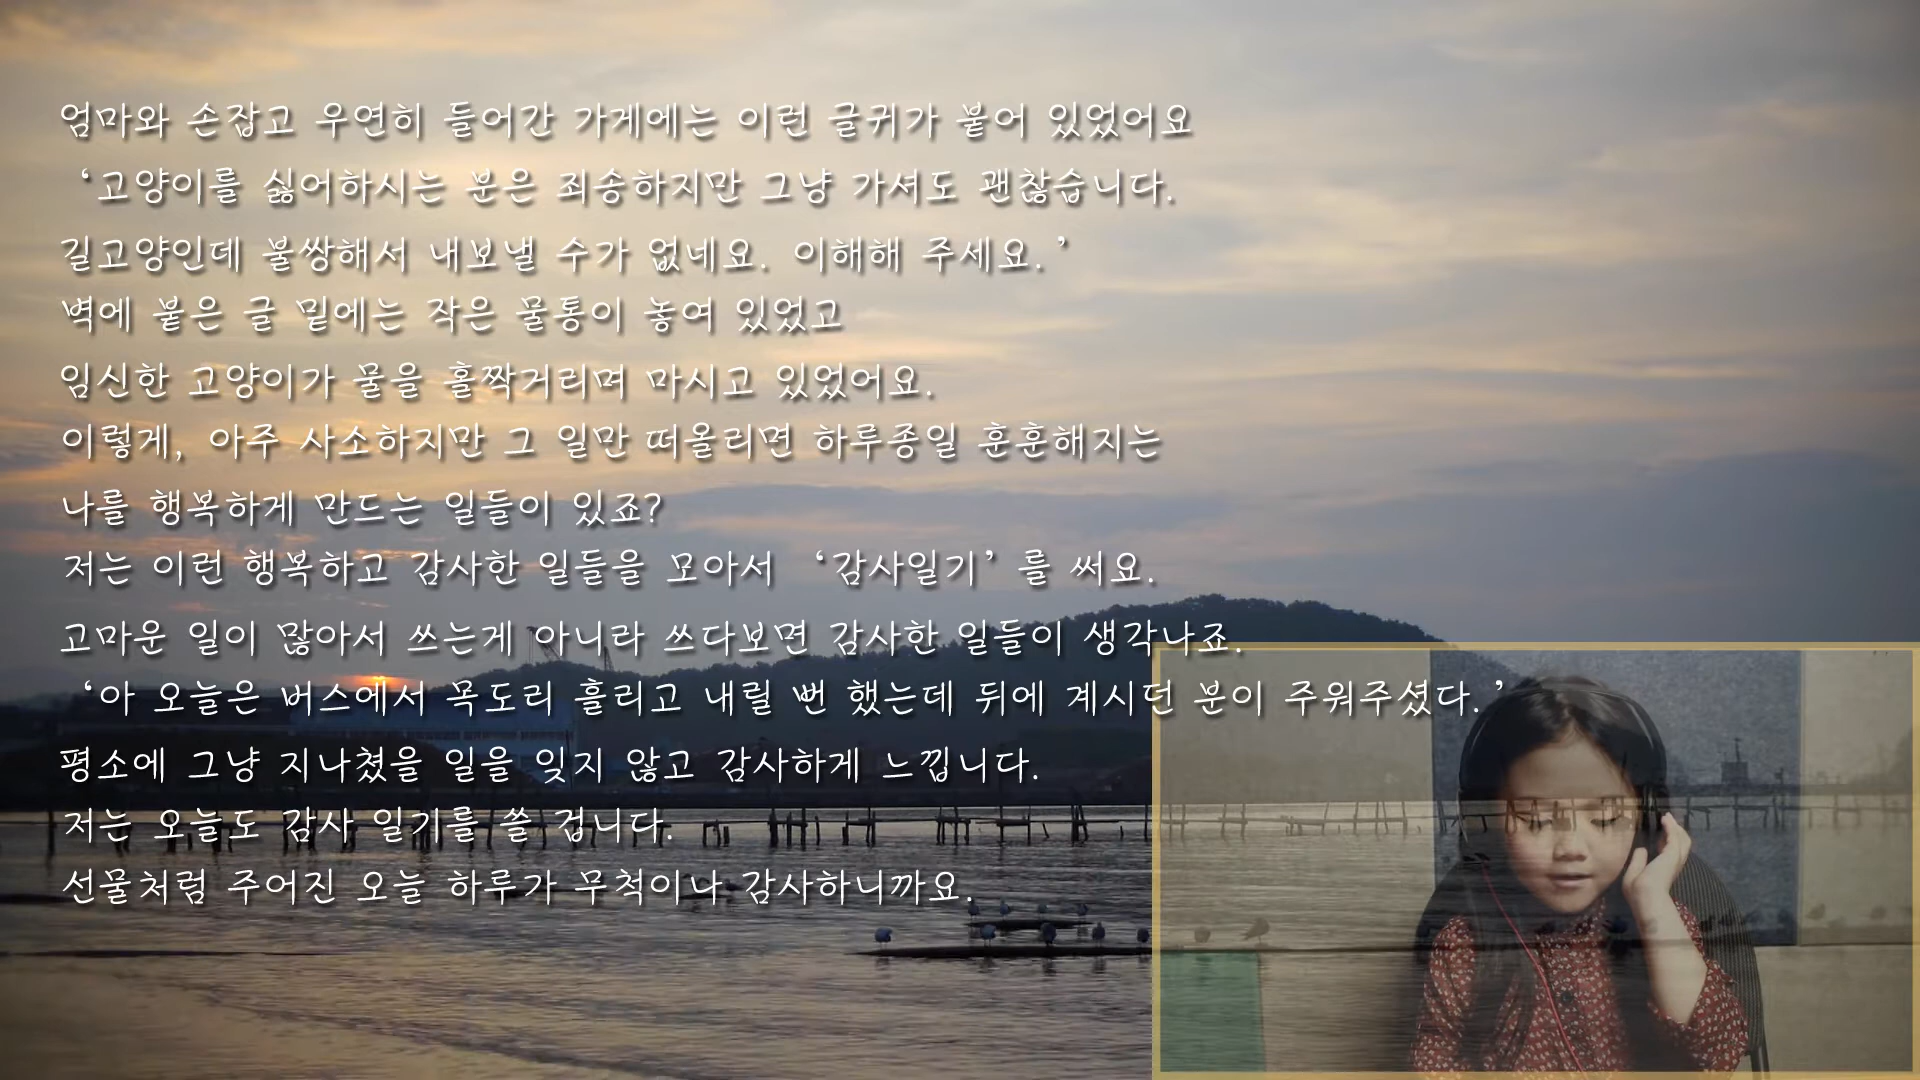 엄마와 손잡고 우연히 들어간 가게에는 이런 글귀가 붙어 있었어요
‘고양이를 싫어하시는 분은 죄송하지만 그냥 가셔도 괜찮습니다.
길고양인데 불쌍해서 내보낼 수가 없네요. 이해해 주세요.’
벽에 붙은 글 밑에는 작은 물통이 놓여 있었고
임신한 고양이가 물을 홀짝거리며 마시고 있었어요.
이렇게, 아주 사소하지만 그 일만 떠올리면 하루종일 훈훈해지는
나를 행복하게 만드는 일들이 있죠?
저는 이런 행복하고 감사한 일들을 모아서 ‘감사일기’를 써요.
고마운 일이 많아서 쓰는게 아니라 쓰다보면 감사한 일들이 생각나죠.
‘아 오늘은 버스에서 목도리 흘리고 내릴 뻔 했는데 뒤에 계시던 분이 주워주셨다.’
평소에 그냥 지나쳤을 일을 잊지 않고 감사하게 느낍니다.
저는 오늘도 감사 일기를 쓸 겁니다.
선물처럼 주어진 오늘 하루가 무척이나 감사하니까요.